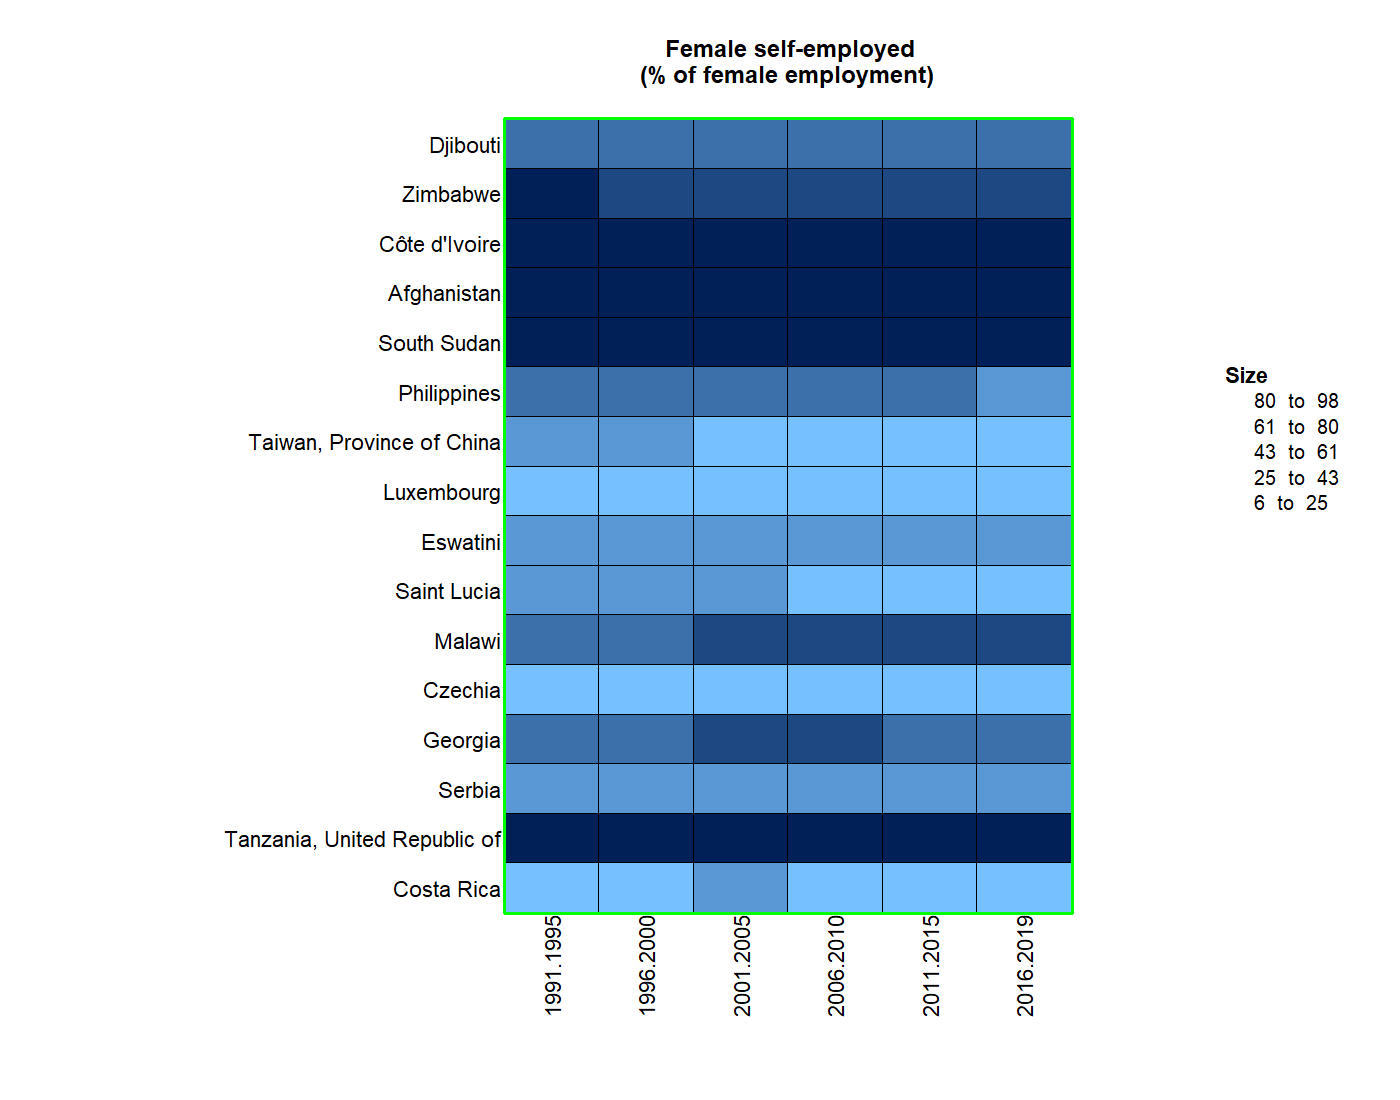 Female self-employed
(% of female employment)
Djibouti
Zimbabwe
Côte d'Ivoire
Afghanistan
South Sudan
Philippines
Taiwan, Province of China
Luxembourg
Eswatini
Saint Lucia
Malawi
Czechia
Georgia
Serbia
Tanzania, United Republic of
Costa Rica
1991.1995
1996.2000
2001.2005
2006.2010
2011.2015
2016.2019
Size
80 to 98
61 to 80
43 to 61
25 to 43
6 to 25